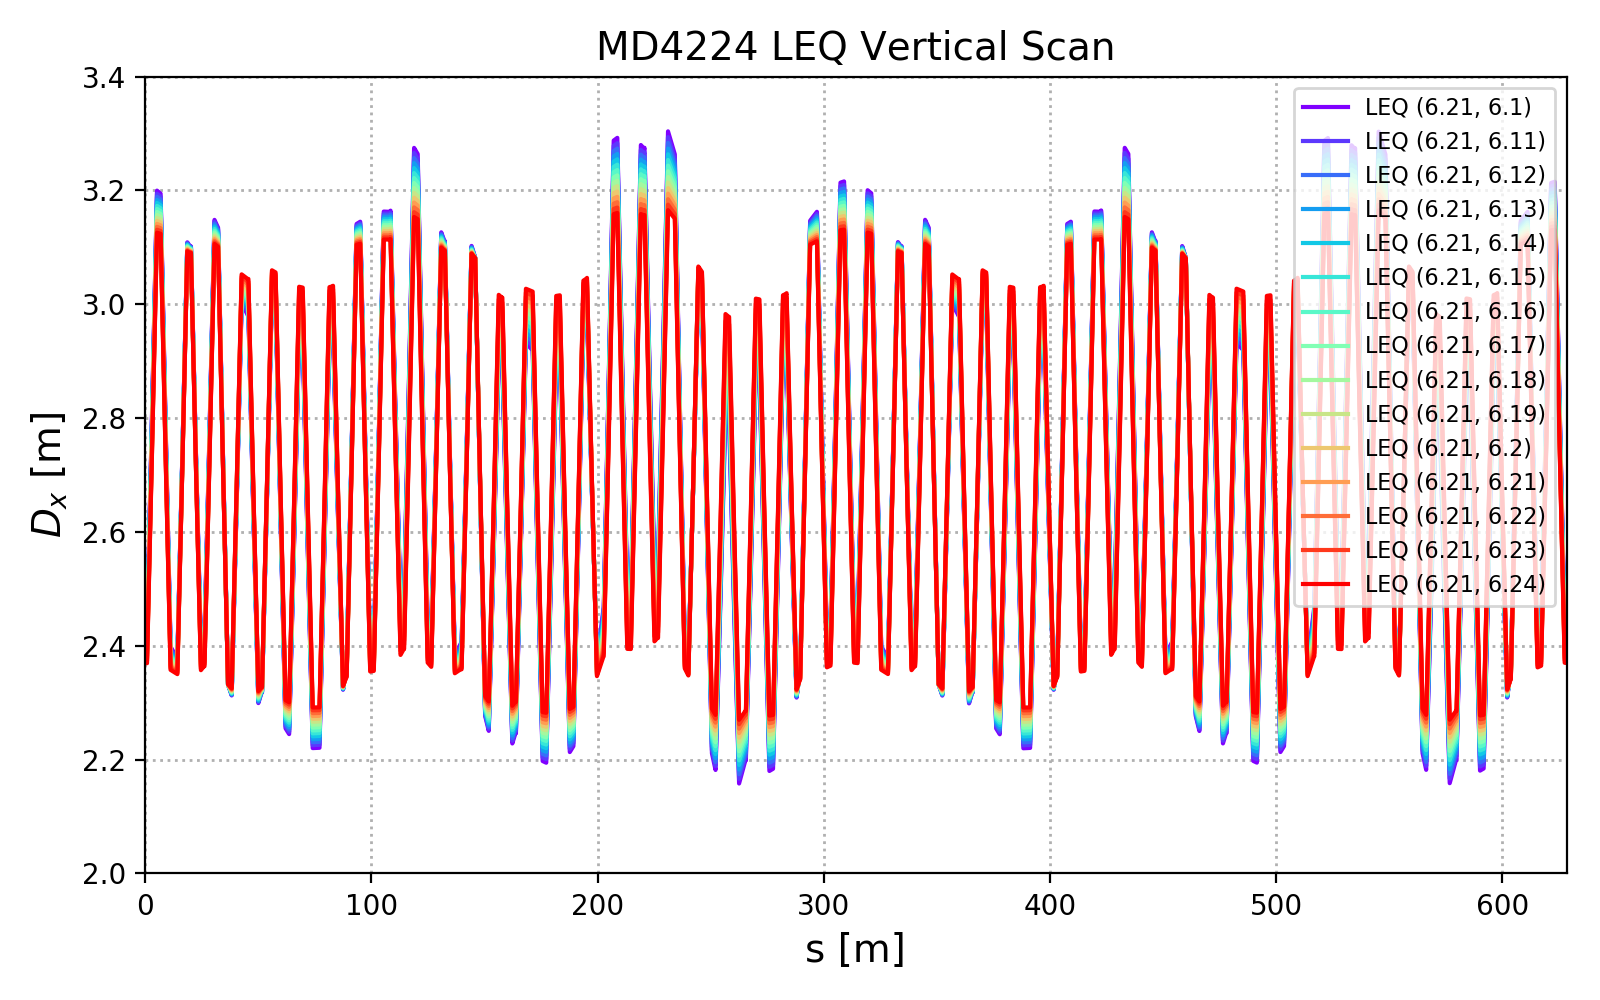 MD4224 LEQ Vertical Scan
3.4
3.2
3.0
2.8
2.6
2.4
2.2
2.0
Dₓ [m]
0 100 200 300 400 500 600
s [m]
LEQ (6.21, 6.1)
LEQ (6.21, 6.11)
LEQ (6.21, 6.12)
LEQ (6.21, 6.13)
LEQ (6.21, 6.14)
LEQ (6.21, 6.15)
LEQ (6.21, 6.16)
LEQ (6.21, 6.17)
LEQ (6.21, 6.18)
LEQ (6.21, 6.19)
LEQ (6.21, 6.2)
LEQ (6.21, 6.21)
LEQ (6.21, 6.22)
LEQ (6.21, 6.23)
LEQ (6.21, 6.24)